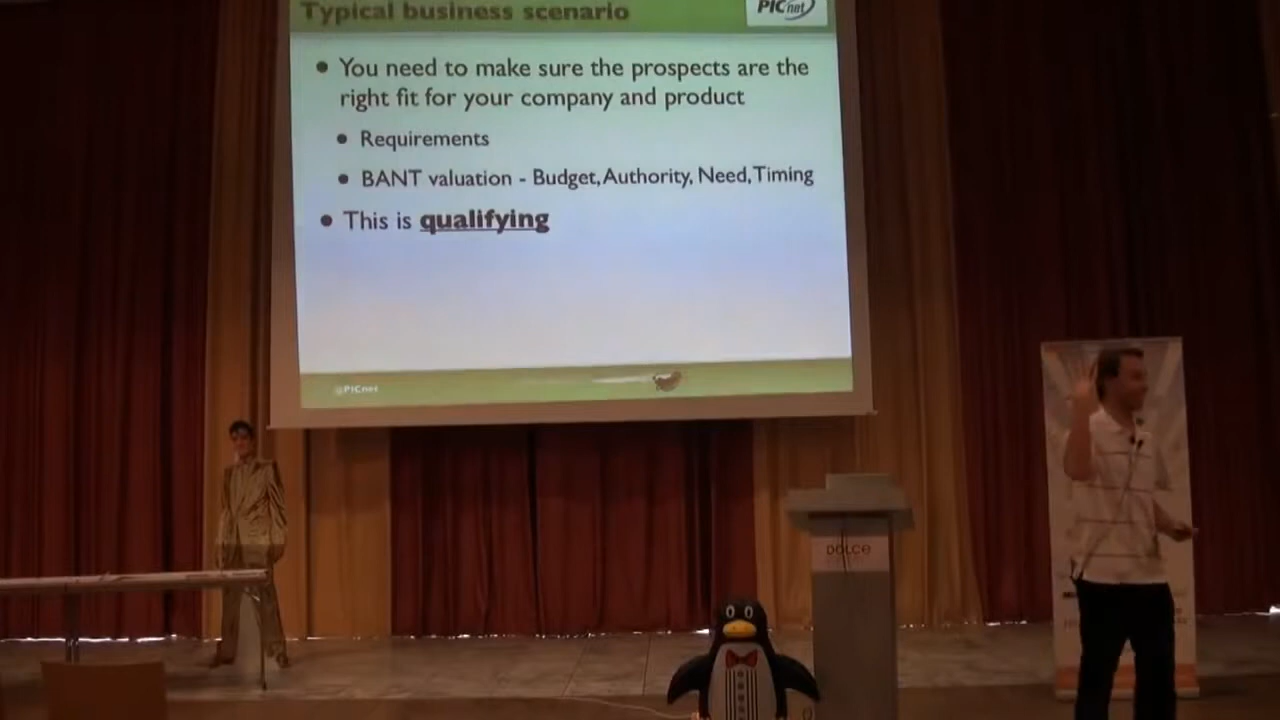 Typical business scenario
PICnet
You need to make sure the prospects are the
right fit for your company and product
Requirements
BANT valuation - Budget, Authority, Need, Timing
This is qualifying
@PICnet
DOLCE